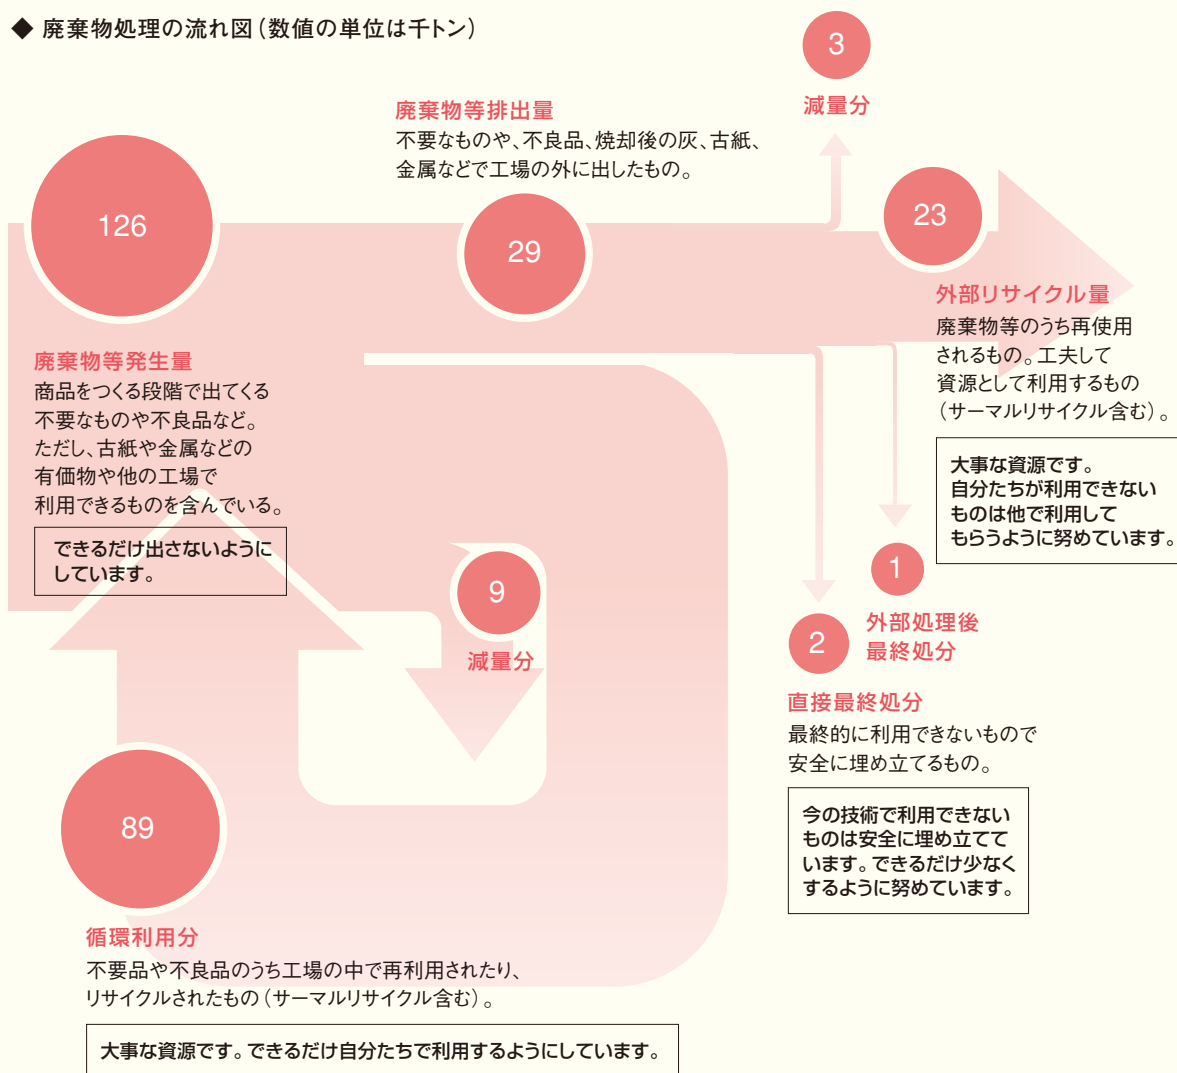 ◆ 廃棄物処理の流れ図（数値の単位は千トン）
3
減量分
廃棄物等排出量
不要なものや、不良品、焼却後の灰、古紙、
金属などで工場の外に出したもの。
126
29
23
外部リサイクル量
廃棄物等のうち再使用
されるもの。工夫して
資源として利用するもの
（サーマルリサイクル含む）。
大事な資源です。
自分たちが利用できない
ものは他で利用して
もらうように努めています。
廃棄物等発生量
商品をつくる段階で出てくる
不要なものや不良品など。
ただし、古紙や金属などの
有価物や他の工場で
利用できるものを含んでいる。
できるだけ出さないように
しています。
9
減量分
1
外部処理後
最終処分
2
直接最終処分
最終的に利用できないもので
安全に埋め立てるもの。
今の技術で利用できない
ものは安全に埋め立てて
います。できるだけ少なく
するように努めています。
89
循環利用分
不要品や不良品のうち工場の中で再利用されたり、
リサイクルされたもの（サーマルリサイクル含む）。
大事な資源です。できるだけ自分たちで利用するようにしています。